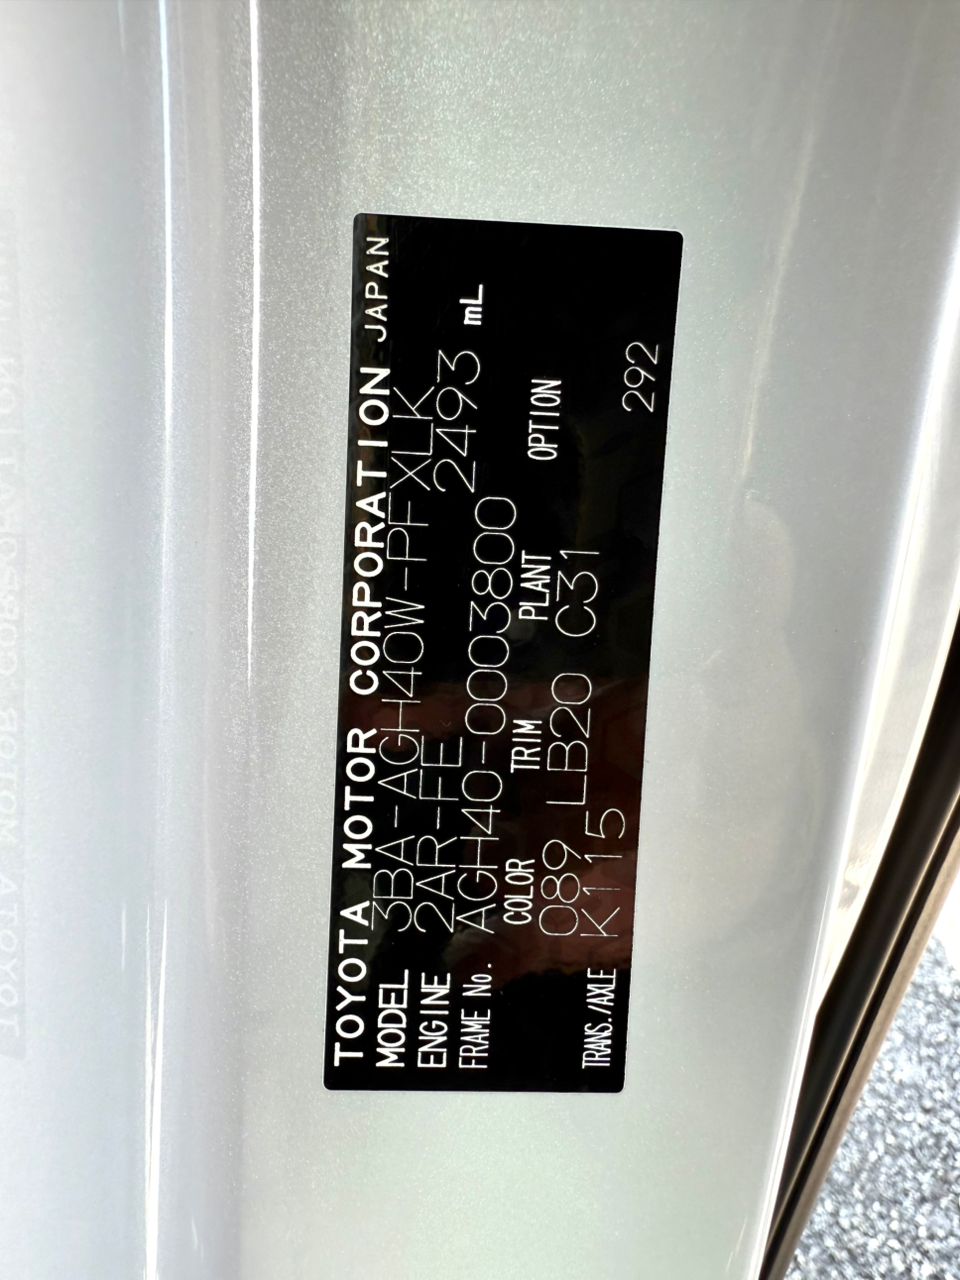 TOYOTA MOTOR CORPORATION JAPAN
MODEL 3BA-AGH40W-PFXLK
ENGINE 2AR-FE 2493 mL
FRAME No. AGH40-0003800
COLOR TRIM PLANT OPTION
089 LB20 C31
TRANS./AXLE K115 292